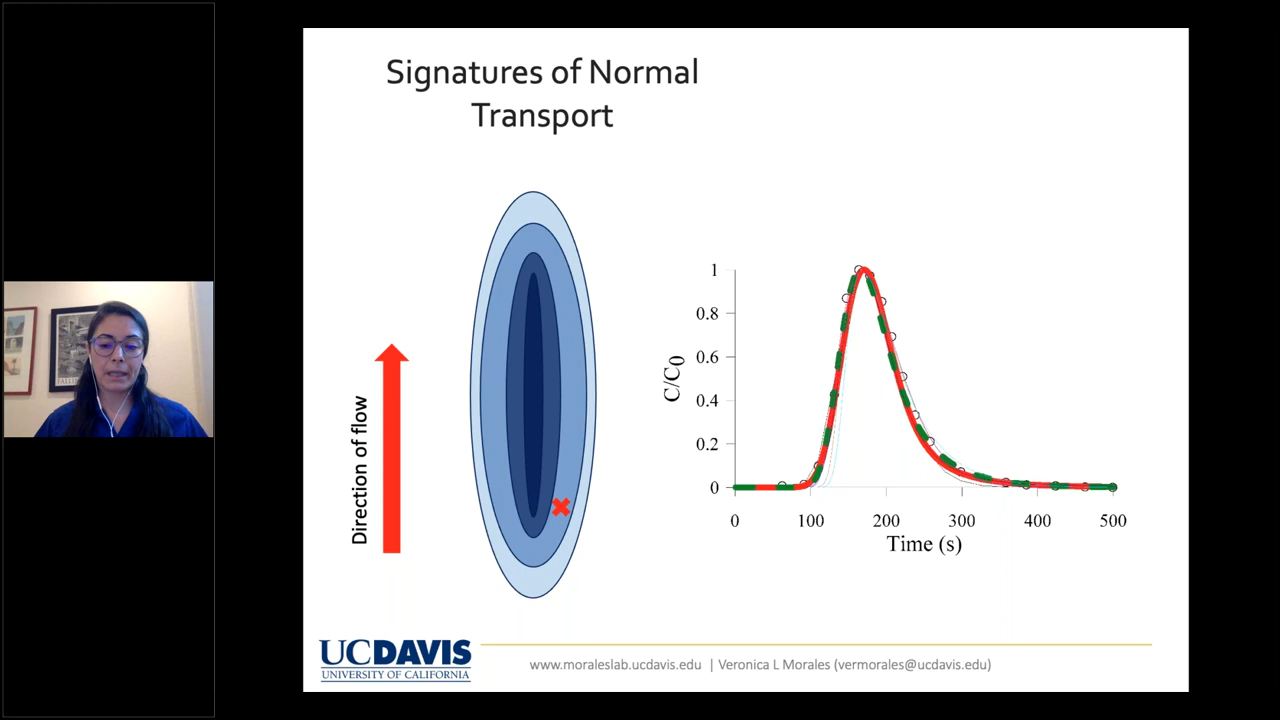 Signatures of Normal
Transport
Direction of flow
C/C0
1
0.8
0.6
0.4
0.2
0
0 100 200 300 400 500
Time (s)
UCDAVIS
UNIVERSITY OF CALIFORNIA
www.moraleslab.ucdavis.edu | Veronica L Morales (vermorales@ucdavis.edu)